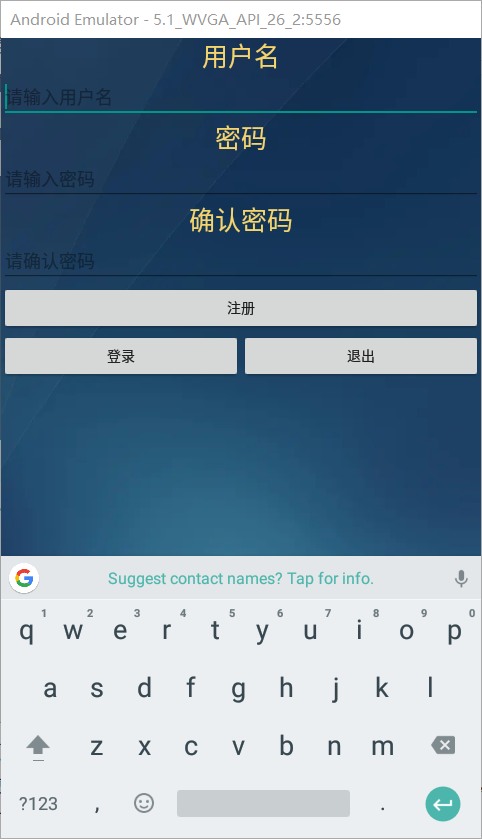 Android Emulator - 5.1_WVGA_API_26_2:5556
用户名
请输入用户名
密码
请输入密码
确认密码
请确认密码
注册
登录 退出
G Suggest contact names? Tap for info.
1 2 3 4 5 6 7 8 9 0
q w e r t y u i o p
a s d f g h j k l
z x c v b n m
?123 , .